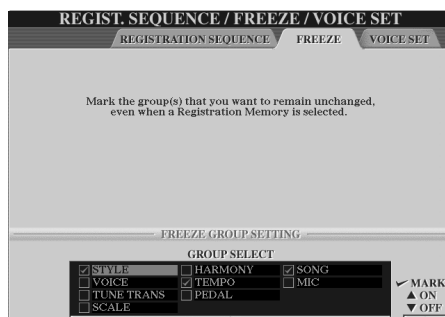 REGIST. SEQUENCE / FREEZE / VOICE SET
REGISTRATION SEQUENCE FREEZE VOICE SET
Mark the group(s) that you want to remain unchanged,
even when a Registration Memory is selected.
FREEZE GROUP SETTING
GROUP SELECT
STYLE HARMONY SONG
VOICE TEMPO MIC
TUNE TRANS PEDAL
SCALE
MARK
▲ ON
▼ OFF